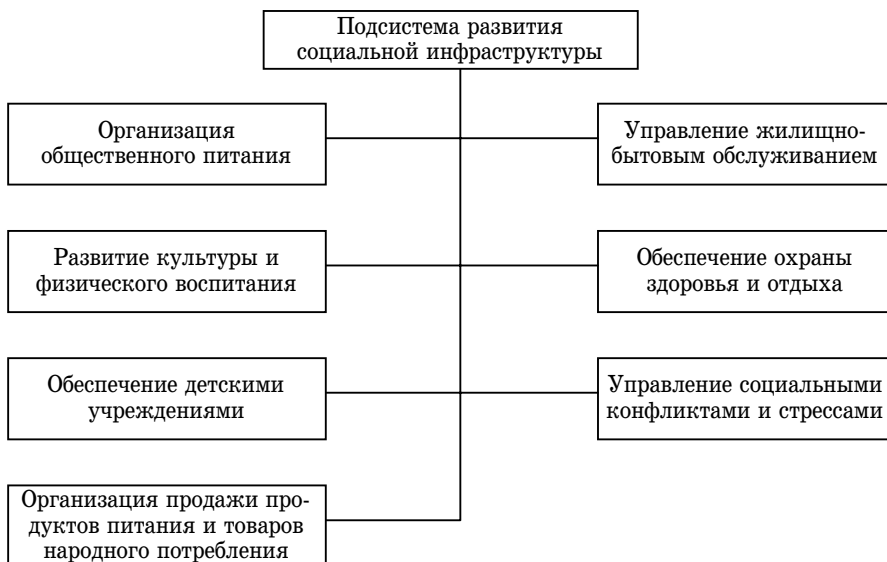 Подсистема развития
социальной инфраструктуры
Организация
общественного питания
Управление жилищно-
бытовым обслуживанием
Развитие культуры и
физического воспитания
Обеспечение охраны
здоровья и отдыха
Обеспечение детскими
учреждениями
Управление социальными
конфликтами и стрессами
Организация продажи про-
дуктов питания и товаров
народного потребления